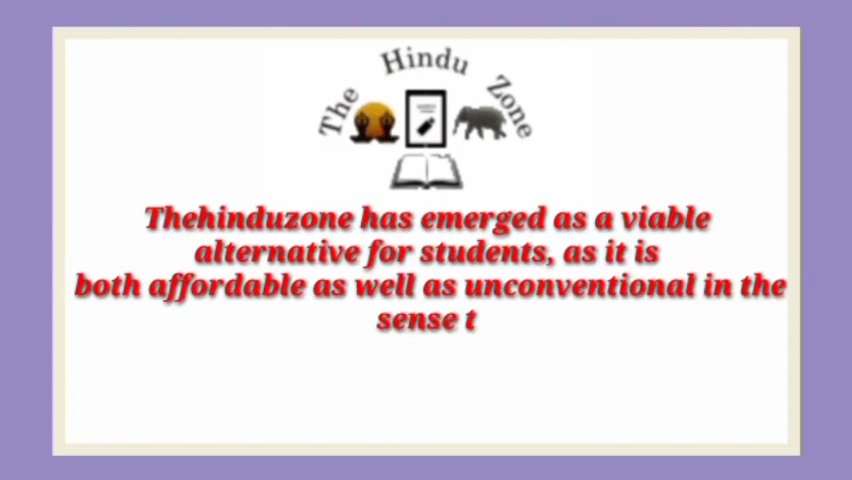 The Hindu Zone
Thehinduzone has emerged as a viable
alternative for students, as it is
both affordable as well as unconventional in the
sense t